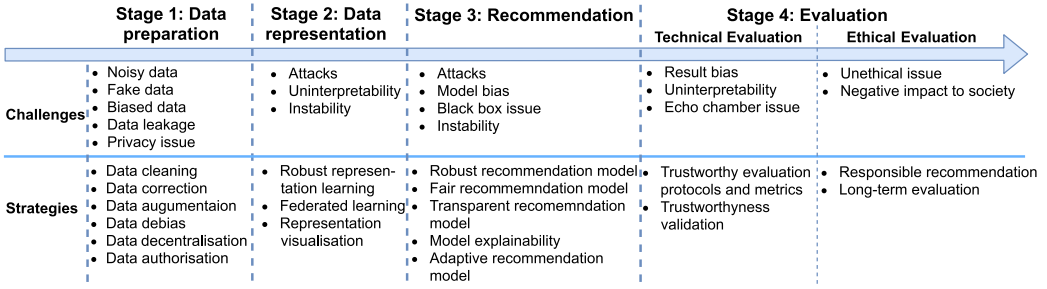 Stage 1: Data
preparation
Stage 2: Data
representation
Stage 3: Recommendation
Stage 4: Evaluation
Technical Evaluation
Ethical Evaluation
Challenges
• Noisy data
• Fake data
• Biased data
• Data leakage
• Privacy issue
• Attacks
• Uninterpretability
• Instability
• Attacks
• Model bias
• Black box issue
• Instability
• Result bias
• Uninterpretability
• Echo chamber issue
• Unethical issue
• Negative impact to society
Strategies
• Data cleaning
• Data correction
• Data augumentaion
• Data debias
• Data decentralisation
• Data authorisation
• Robust represen-
tation learning
• Federated learning
• Representation
visualisation
• Robust recommendation model
• Fair recommemndation model
• Transparent recomemndation
model
• Model explainability
• Adaptive recommendation
model
• Trustworthy evaluation
protocols and metrics
• Trustworthyness
validation
• Responsible recommendation
• Long-term evaluation